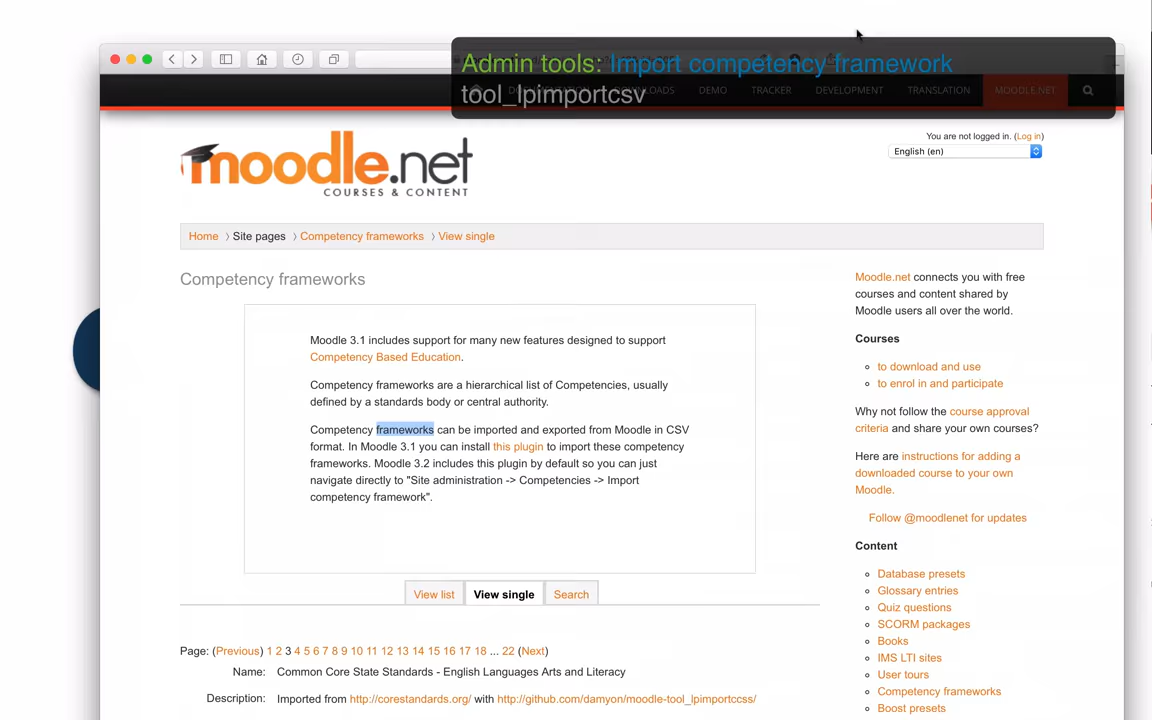 Admin tools: Import competency framework
tool_lpimportcsv
DOWNLOADS DEMO TRACKER DEVELOPMENT TRANSLATION MOODLE.NET
You are not logged in. (Log in)
English (en)
moodle.net
COURSES & CONTENT
Home 〉 Site pages 〉 Competency frameworks 〉 View single
Competency frameworks
Moodle 3.1 includes support for many new features designed to support
Competency Based Education.
Competency frameworks are a hierarchical list of Competencies, usually
defined by a standards body or central authority.
Competency frameworks can be imported and exported from Moodle in CSV
format. In Moodle 3.1 you can install this plugin to import these competency
frameworks. Moodle 3.2 includes this plugin by default so you can just
navigate directly to "Site administration -> Competencies -> Import
competency framework".
View list View single Search
Page: (Previous) 1 2 3 4 5 6 7 8 9 10 11 12 13 14 15 16 17 18 ... 22 (Next)
Name: Common Core State Standards - English Languages Arts and Literacy
Description: Imported from http://corestandards.org/ with http://github.com/damyon/moodle-tool_lpimportccss/
Moodle.net connects you with free
courses and content shared by
Moodle users all over the world.
Courses
to download and use
to enrol in and participate
Why not follow the course approval
criteria and share your own courses?
Here are instructions for adding a
downloaded course to your own
Moodle.
Follow @moodlenet for updates
Content
Database presets
Glossary entries
Quiz questions
SCORM packages
Books
IMS LTI sites
User tours
Competency frameworks
Boost presets